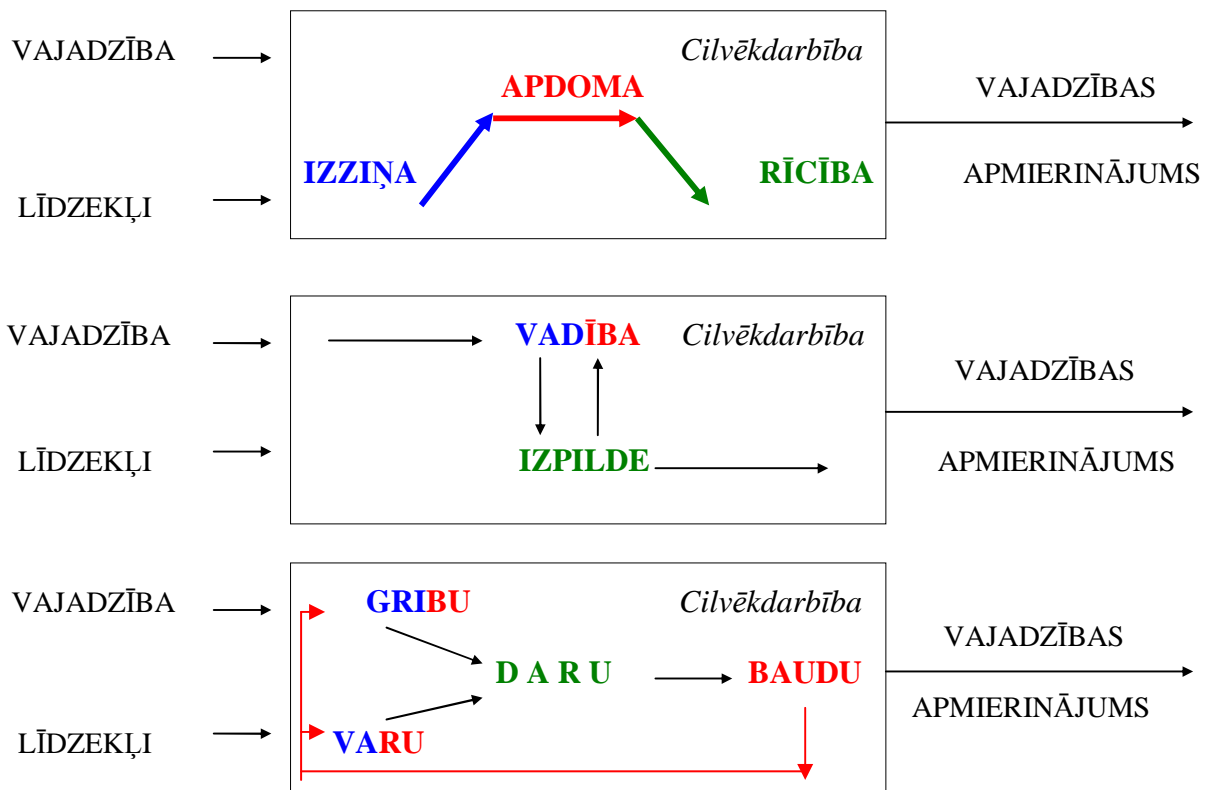 VAJADZĪBA
Cilvēkdarbība
APDOMA
VAJADZĪBAS
IZZIŅA
RĪCĪBA
APMIERINĀJUMS
LĪDZEKĻI
VAJADZĪBA
VADĪBA
Cilvēkdarbība
VAJADZĪBAS
LĪDZEKĻI
IZPILDE
APMIERINĀJUMS
VAJADZĪBA
GRIBU
Cilvēkdarbība
VAJADZĪBAS
D A R U
BAUDU
APMIERINĀJUMS
LĪDZEKĻI
VARU